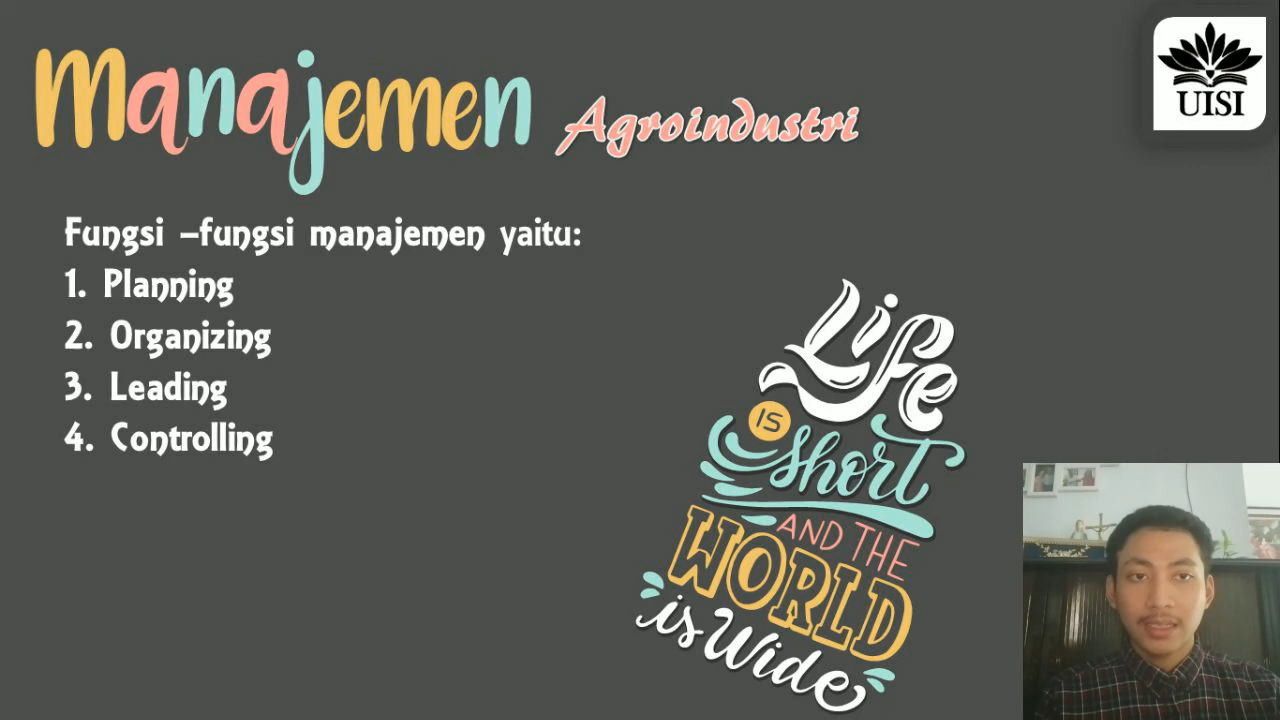 Manajemen Agroindustri
UISI
Fungsi -fungsi manajemen yaitu:
1. Planning
2. Organizing
3. Leading
4. Controlling
Life
IS
Short
AND THE
WORLD
is Wide